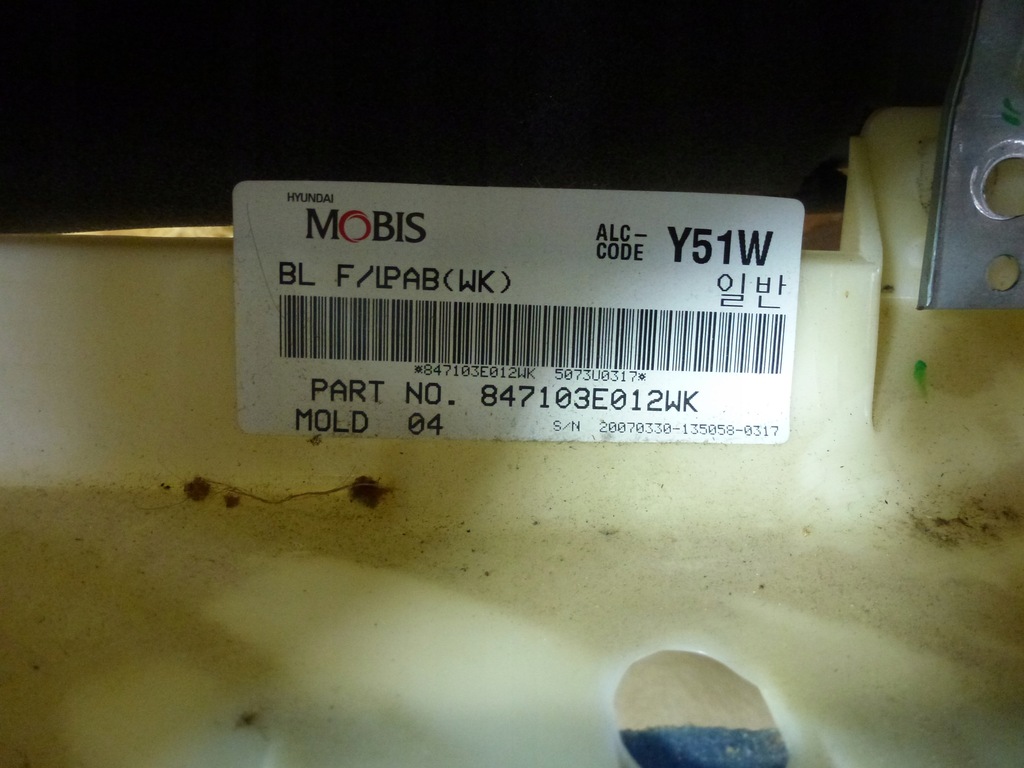 HYUNDAI
MOBIS
ALC-CODE Y51W
BL F/LPAB(WK)
일반
*847103E012WK 5073U0317*
PART NO. 847103E012WK
MOLD 04
S/N 20070330-135058-0317